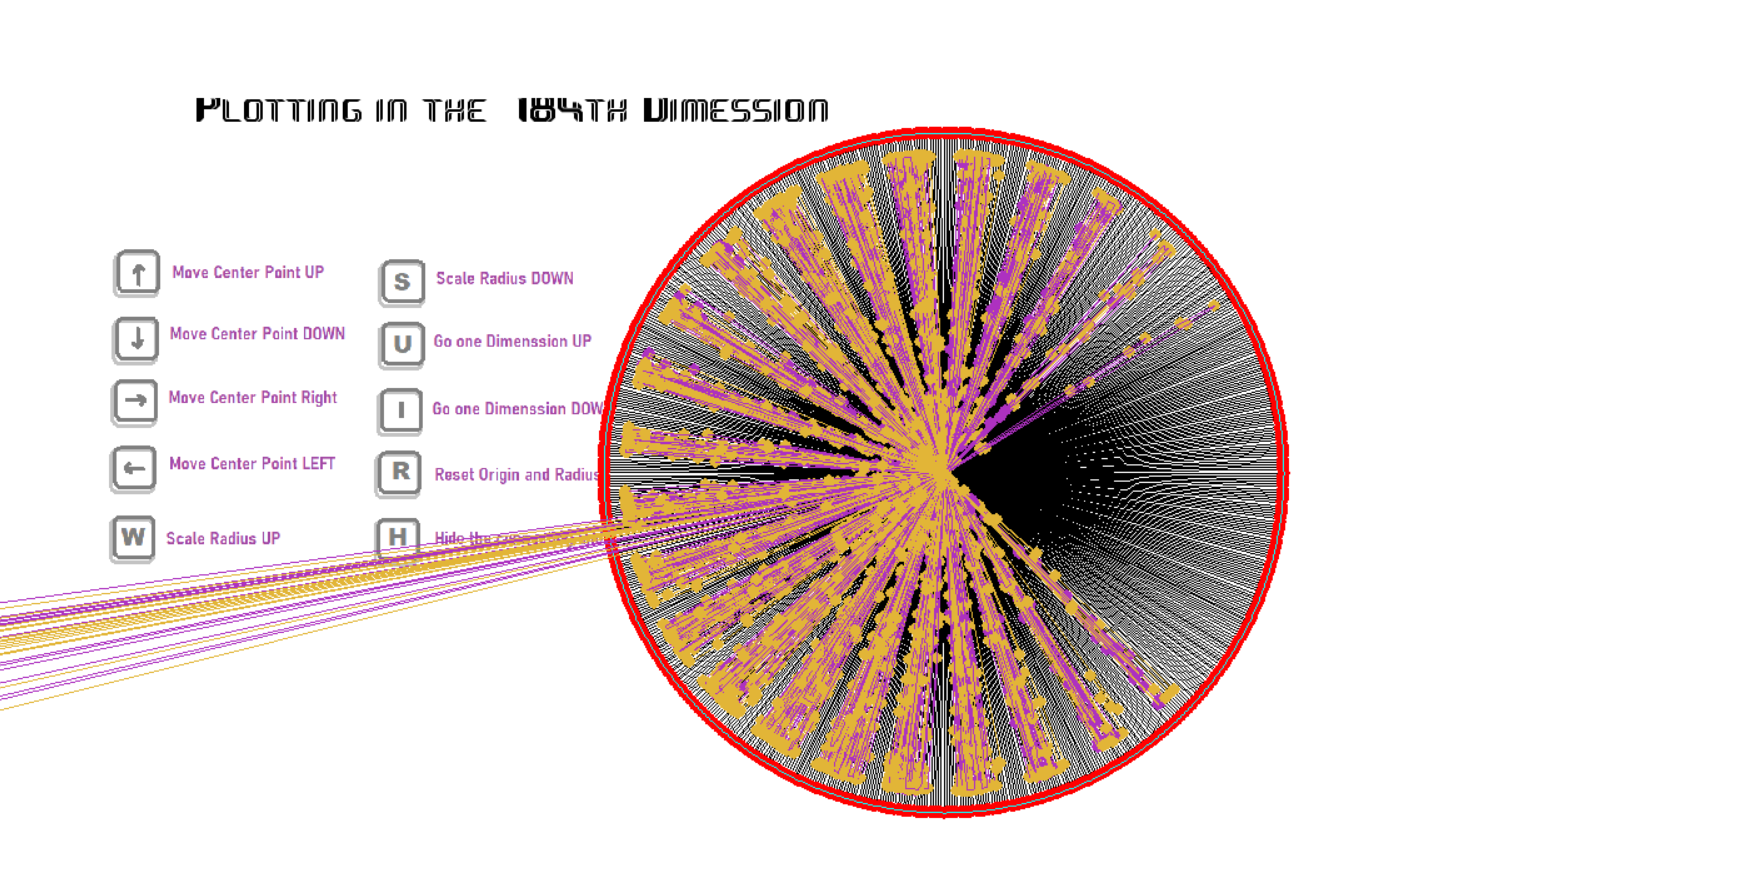 Plotting in the 184th Dimession
↑ Move Center Point UP
↓ Move Center Point DOWN
→ Move Center Point Right
← Move Center Point LEFT
W Scale Radius UP
S Scale Radius DOWN
U Go one Dimenssion UP
I Go one Dimenssion DOW
R Reset Origin and Radius
H Hide the